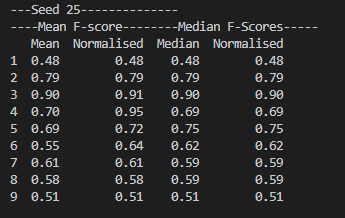 ---Seed 25--------------
----Mean F-score--------Median F-Scores-----
Mean Normalised Median Normalised
1 0.48 0.48 0.48 0.48
2 0.79 0.79 0.79 0.79
3 0.90 0.91 0.90 0.90
4 0.70 0.95 0.69 0.69
5 0.69 0.72 0.75 0.75
6 0.55 0.64 0.62 0.62
7 0.61 0.61 0.59 0.59
8 0.58 0.58 0.59 0.59
9 0.51 0.51 0.51 0.51